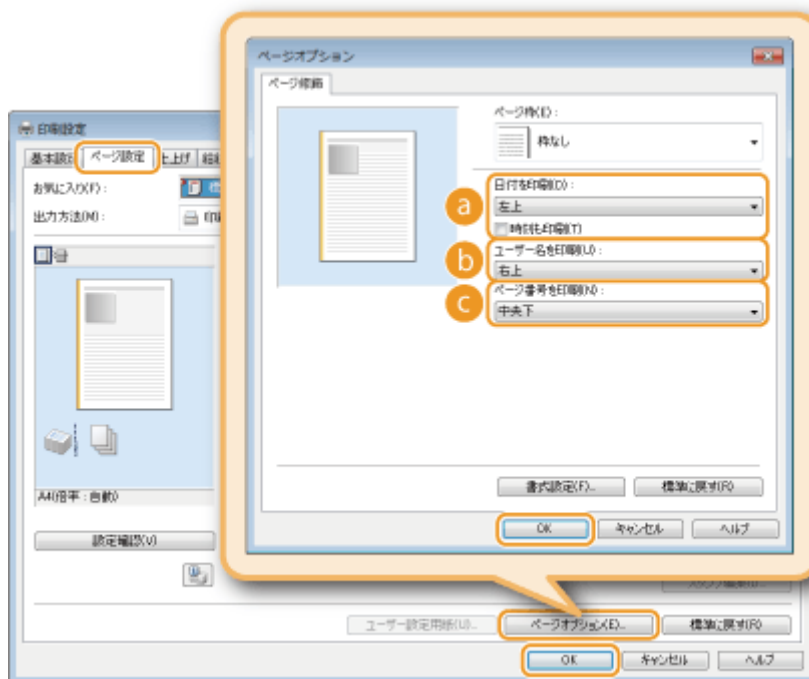 ページオプション
ページ修飾
ページ枠(E):
枠なし
a
日付を印刷(D):
左上
時刻も印刷(T)
b
ユーザー名を印刷(U):
右上
c
ページ番号を印刷(N):
中央下
書式設定(F)...
標準に戻す(R)
OK
キャンセル
ヘルプ
印刷設定
基本設定
ページ設定
仕上げ
お気に入り(F):
出力方法(M):
A4(倍率:自動)
設定確認(V)
ユーザー設定用紙(U)...
ページオプション(E)...
標準に戻す(R)
OK
キャンセル
ヘルプ